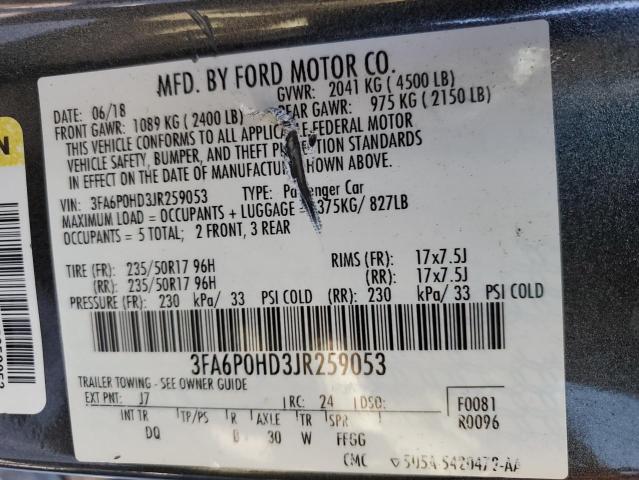 MFD. BY FORD MOTOR CO.
DATE: 06/18 GVWR: 2041 KG ( 4500 LB)
FRONT GAWR: 1089 KG ( 2400 LB) REAR GAWR: 975 KG ( 2150 LB)
THIS VEHICLE CONFORMS TO ALL APPLICABLE FEDERAL MOTOR
VEHICLE SAFETY, BUMPER, AND THEFT PREVENTION STANDARDS
IN EFFECT ON THE DATE OF MANUFACTURE SHOWN ABOVE.
VIN: 3FA6P0HD3JR259053 TYPE: Passenger Car
MAXIMUM LOAD = OCCUPANTS + LUGGAGE = 375KG/ 827LB
OCCUPANTS = 5 TOTAL; 2 FRONT, 3 REAR
TIRE (FR): 235/50R17 96H RIMS (FR): 17x7.5J
(RR): 235/50R17 96H (RR): 17x7.5J
PRESSURE (FR): 230 kPa/ 33 PSI COLD (RR): 230 kPa/ 33 PSI COLD
3FA6P0HD3JR259053
TRAILER TOWING - SEE OWNER GUIDE
EXT PNT: J7 RC: 24 DSO: F0081
INT TR TP/PS R AXLE TR SPR R0096
DQ 30 W FFGG
CMC